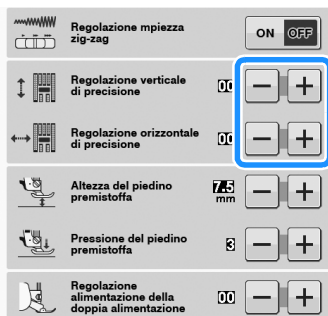 Regolazione mpiezza
zig-zag
ON OFF
Regolazione verticale
di precisione
00
Regolazione orizzontale
di precisione
00
Altezza del piedino
premistoffa
7.5
mm
Pressione del piedino
premistoffa
3
Regolazione
alimentazione della
doppia alimentazione
00